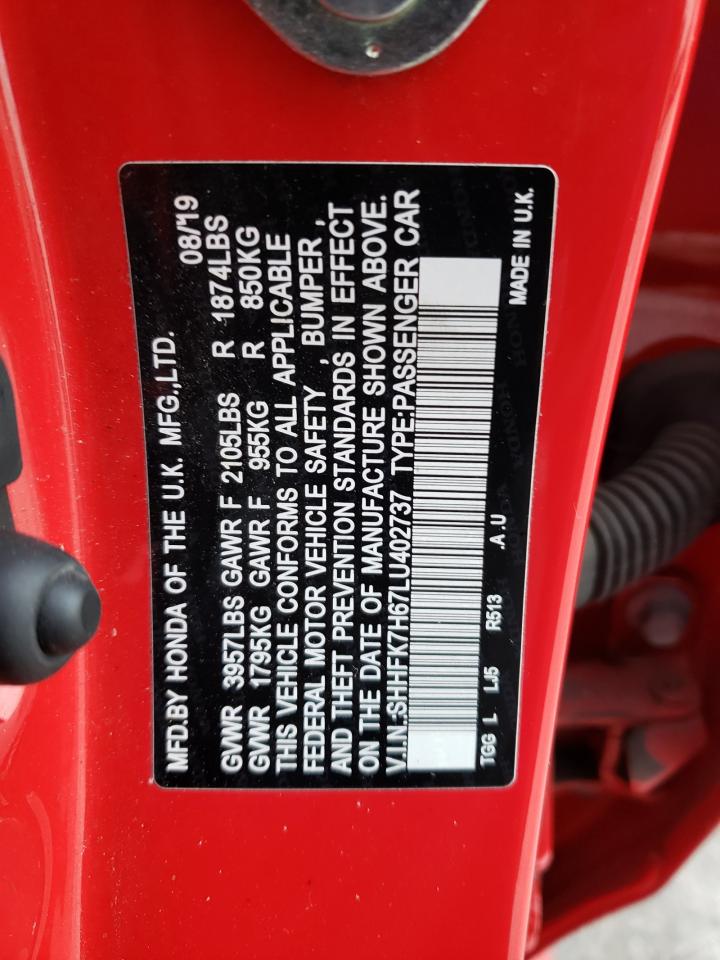 MFD.BY HONDA OF THE U.K. MFG.,LTD. 08/19
GVWR 3957LBS GAWR F 2105LBS R 1874LBS
GVWR 1795KG GAWR F 955KG R 850KG
THIS VEHICLE CONFORMS TO ALL APPLICABLE
FEDERAL MOTOR VEHICLE SAFETY , BUMPER ,
AND THEFT PREVENTION STANDARDS IN EFFECT
ON THE DATE OF MANUFACTURE SHOWN ABOVE.
V.I.N.:SHHFK7H67LU402737 TYPE:PASSENGER CAR
TGG L LJ5 R513 .A.U MADE IN U.K.